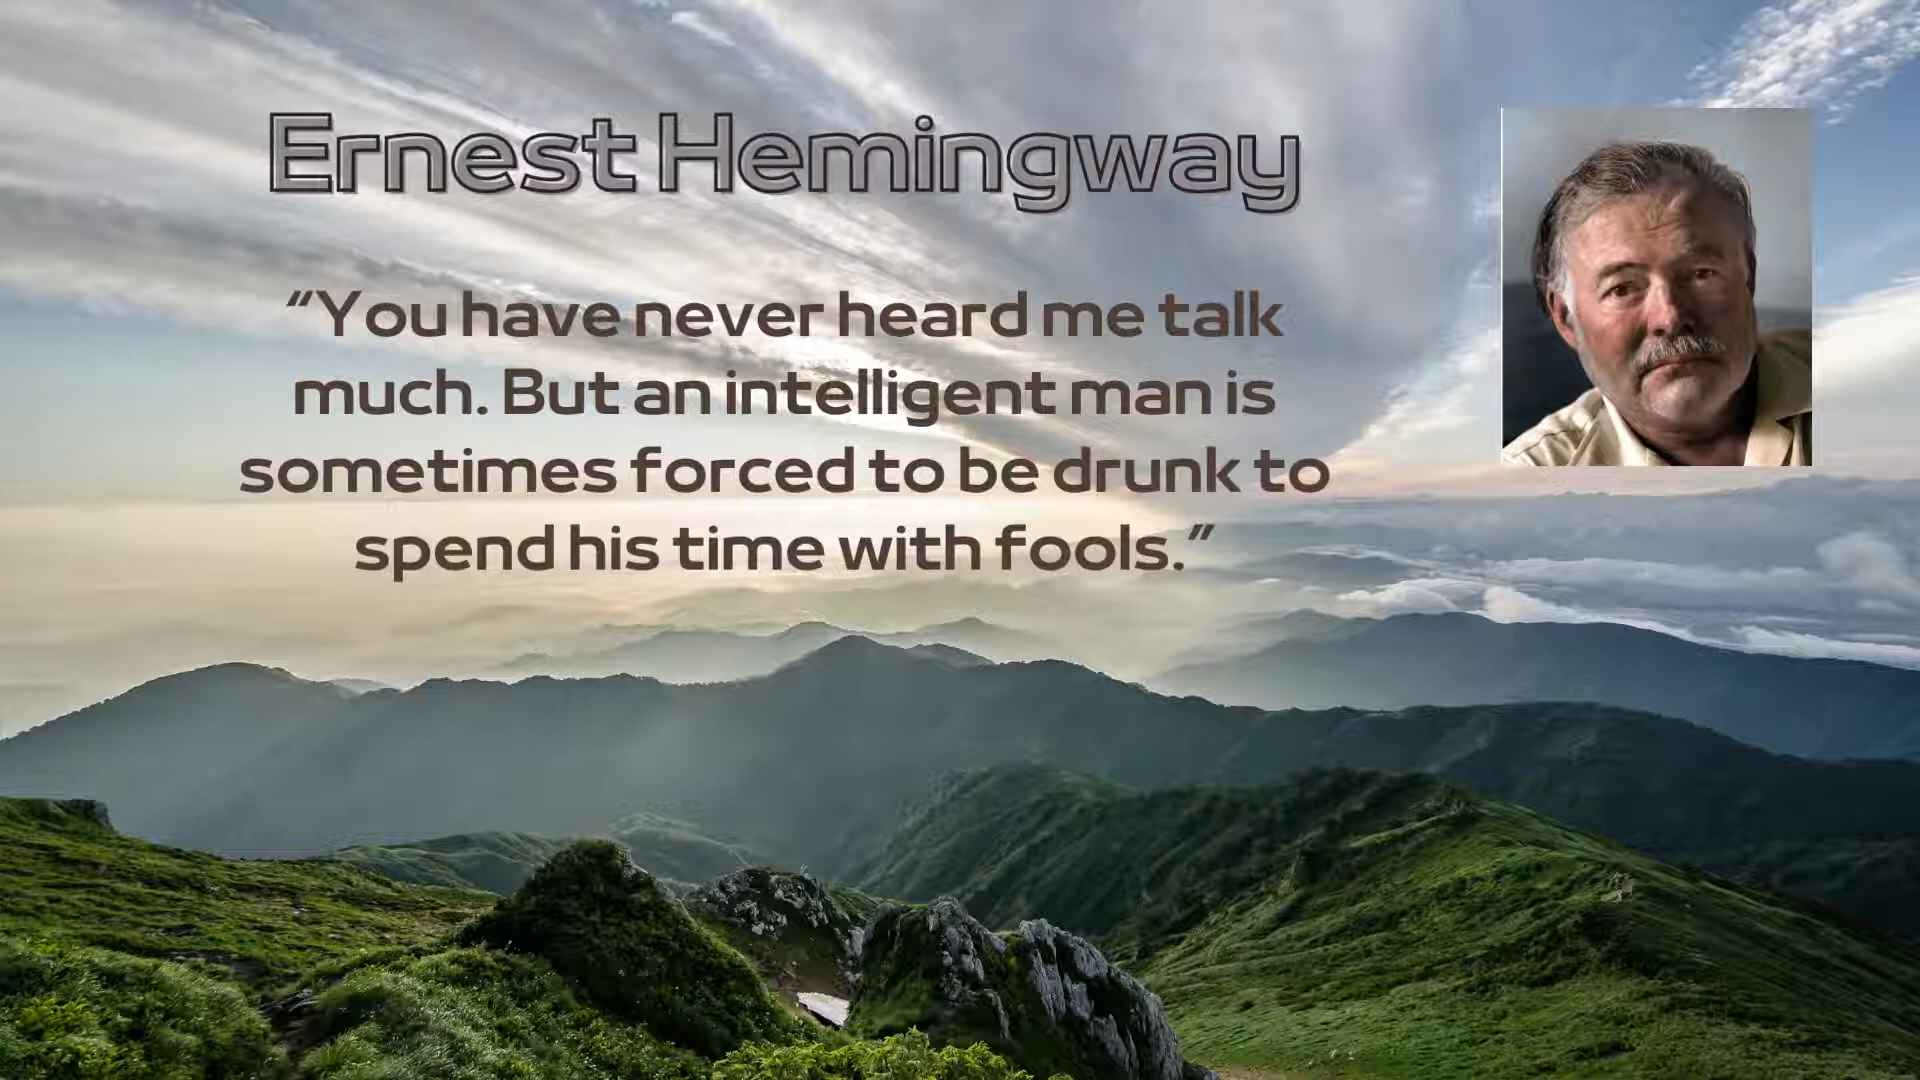 Ernest Hemingway
“You have never heard me talk
much. But an intelligent man is
sometimes forced to be drunk to
spend his time with fools.”